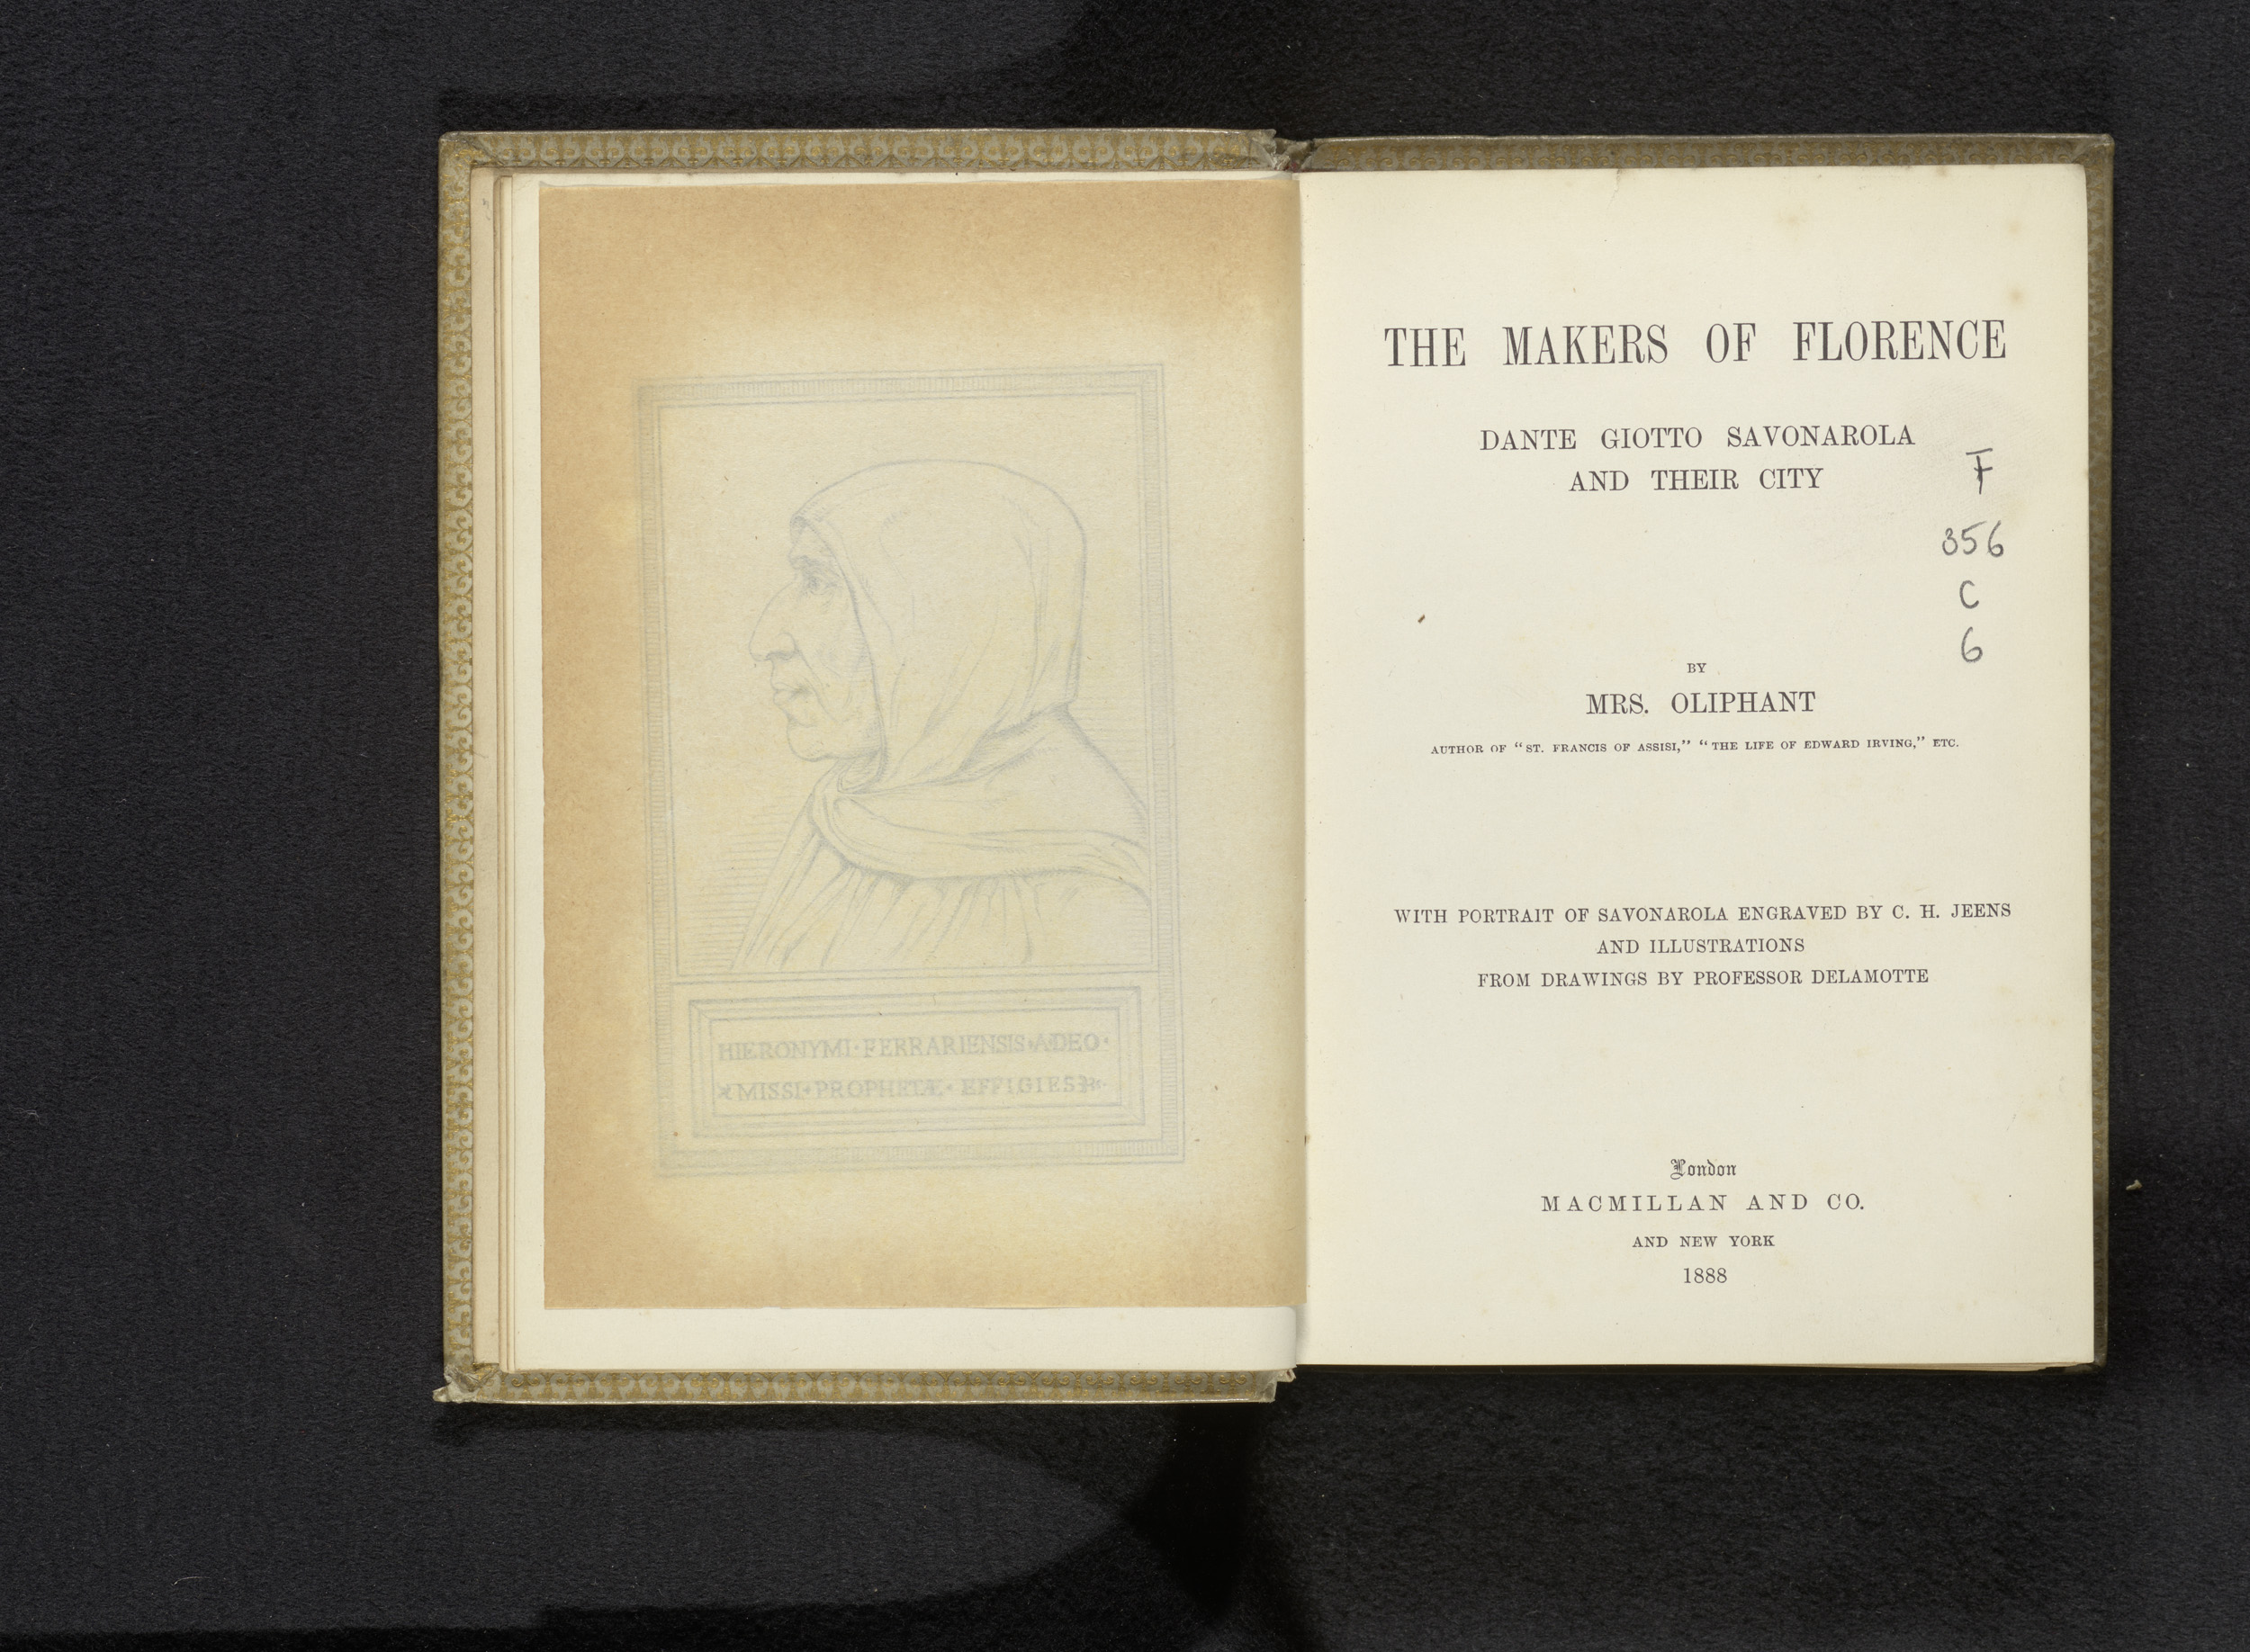 HIERONYMI·FERRARIENSIS·A·DEO·
MISSI·PROPHETÆ·EFFIGIES
THE MAKERS OF FLORENCE
DANTE GIOTTO SAVONAROLA
AND THEIR CITY
F
356
C
6
BY
MRS. OLIPHANT
AUTHOR OF “ST. FRANCIS OF ASSISI,” “THE LIFE OF EDWARD IRVING,” ETC.
WITH PORTRAIT OF SAVONAROLA ENGRAVED BY C. H. JEENS
AND ILLUSTRATIONS
FROM DRAWINGS BY PROFESSOR DELAMOTTE
London
MACMILLAN AND CO.
AND NEW YORK
1888